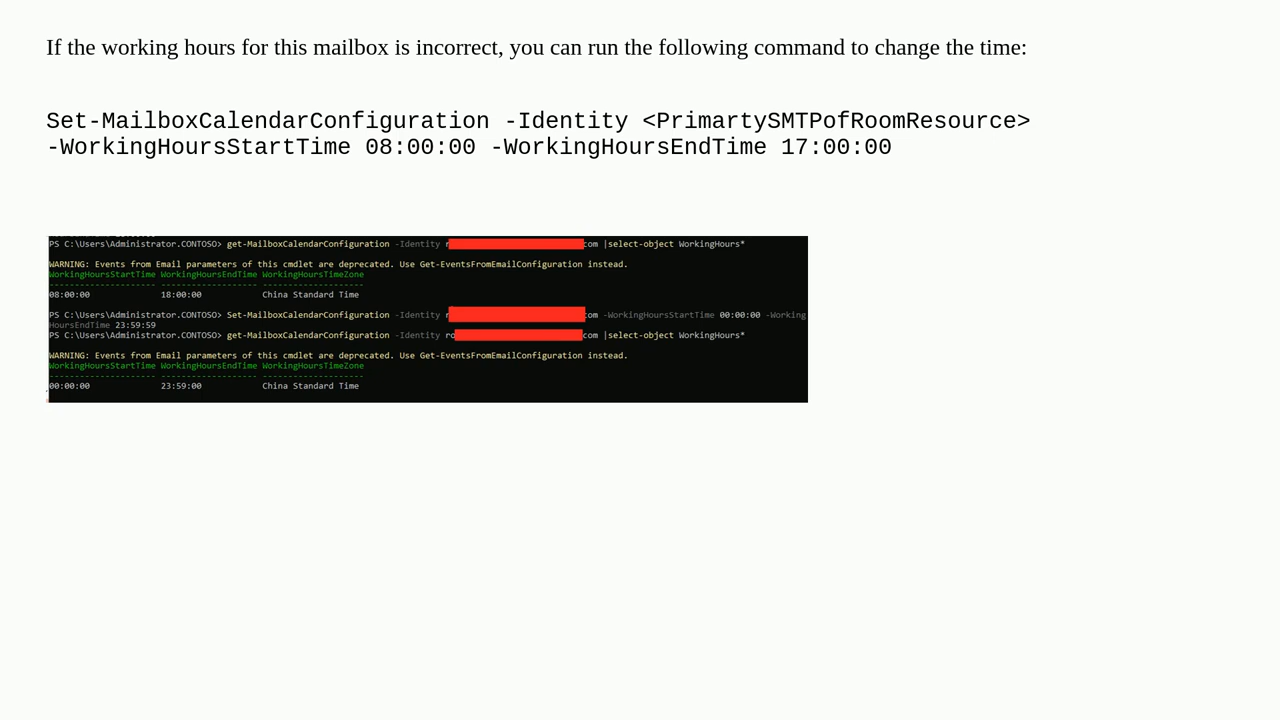 If the working hours for this mailbox is incorrect, you can run the following command to change the time:
Set-MailboxCalendarConfiguration -Identity <PrimartySMTPofRoomResource>
-WorkingHoursStartTime 08:00:00 -WorkingHoursEndTime 17:00:00
PS C:\Users\Administrator.CONTOSO> get-MailboxCalendarConfiguration -Identity r com |select-object WorkingHours*
WARNING: Events from Email parameters of this cmdlet are deprecated. Use Get-EventsFromEmailConfiguration instead.
WorkingHoursStartTime WorkingHoursEndTime WorkingHoursTimeZone
--------------------- ------------------- --------------------
08:00:00 18:00:00 China Standard Time
PS C:\Users\Administrator.CONTOSO> Set-MailboxCalendarConfiguration -Identity r com -WorkingHoursStartTime 00:00:00 -Working
HoursEndTime 23:59:59
PS C:\Users\Administrator.CONTOSO> get-MailboxCalendarConfiguration -Identity ro com |select-object WorkingHours*
WARNING: Events from Email parameters of this cmdlet are deprecated. Use Get-EventsFromEmailConfiguration instead.
WorkingHoursStartTime WorkingHoursEndTime WorkingHoursTimeZone
--------------------- ------------------- --------------------
00:00:00 23:59:00 China Standard Time